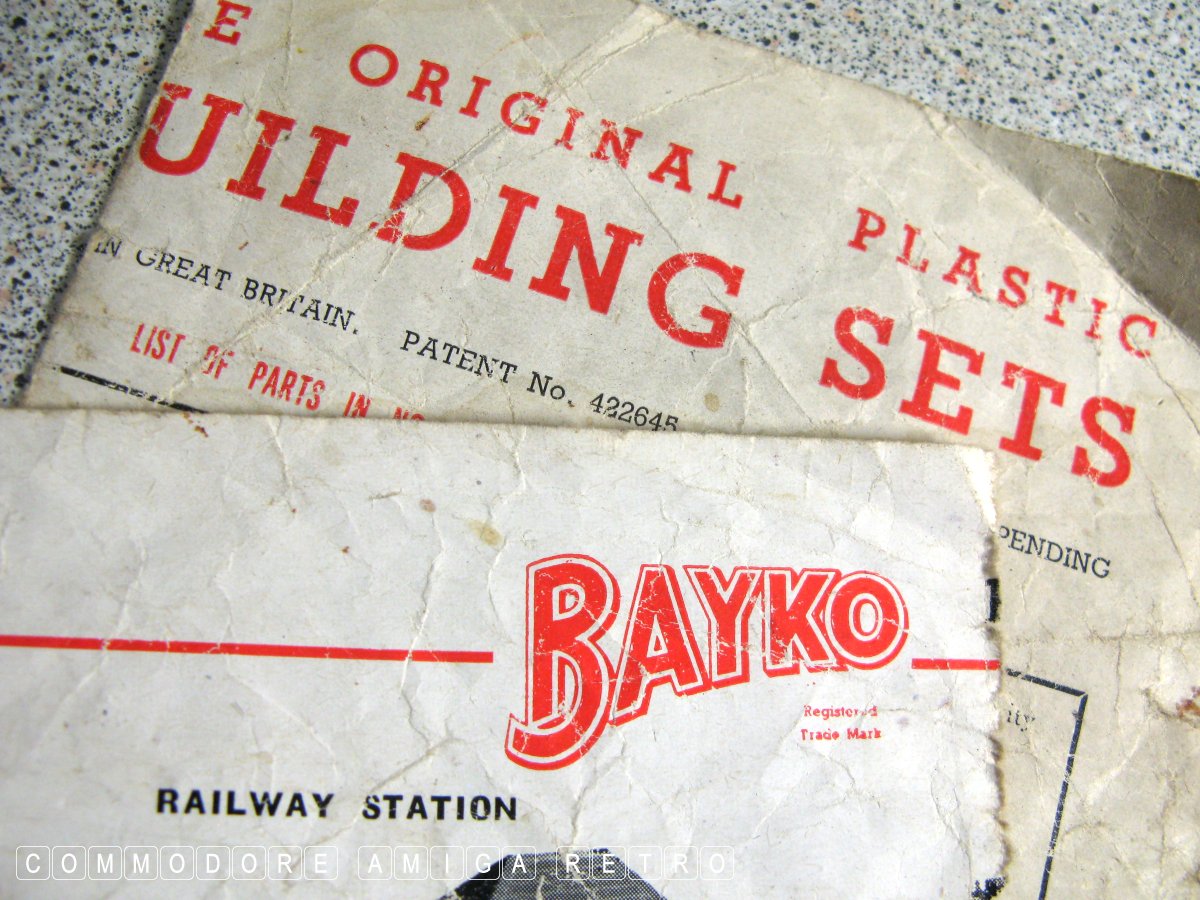 E ORIGINAL PLASTIC
UILDING SETS
IN GREAT BRITAIN. PATENT No. 422645
LIST OF PARTS IN
PENDING
BAYKO
Registered
Trade Mark
RAILWAY STATION
COMMODORE AMIGA RETRO